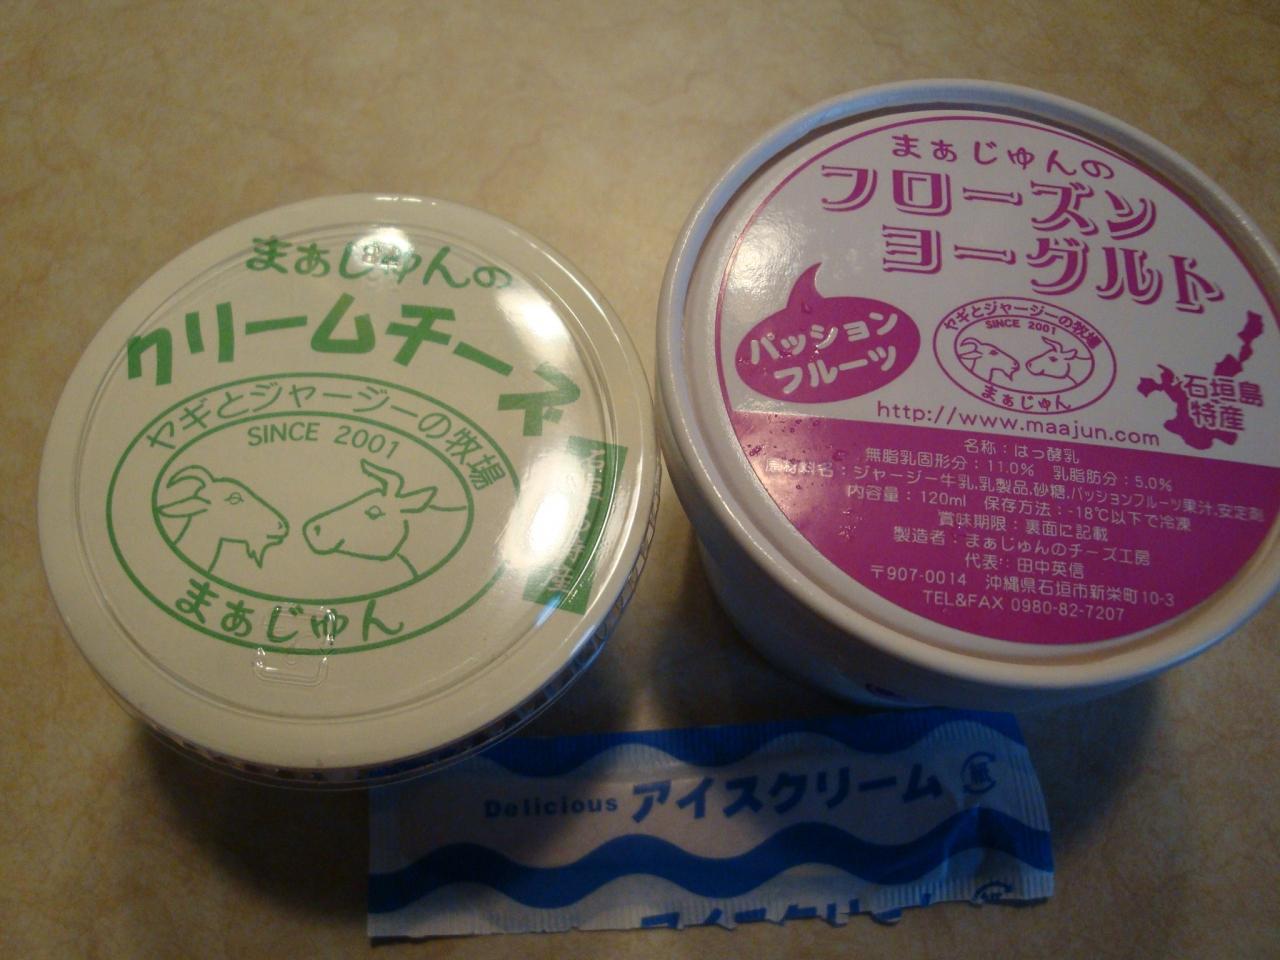 まぁじゅんの
クリームチーズ
ヤギとジャージーの牧場
SINCE 2001
まぁじゅん
まぁじゅんの
フローズン
ヨーグルト
パッション
フルーツ
ヤギとジャージーの牧場
SINCE 2001
まぁじゅん
石垣島
特産
http://www.maajun.com
名称：はっ酵乳
無脂乳固形分：11.0% 乳脂肪分：5.0%
原材料名：ジャージー牛乳,乳製品,砂糖,パッションフルーツ果汁,安定剤
内容量：120ml 保存方法：-18℃以下で冷凍
賞味期限：裏面に記載
製造者：まぁじゅんのチーズ工房
代表：田中英信
〒907-0014 沖縄県石垣市新栄町10-3
TEL&FAX 0980-82-7207
Delicious アイスクリーム 紙
アイスクリーム